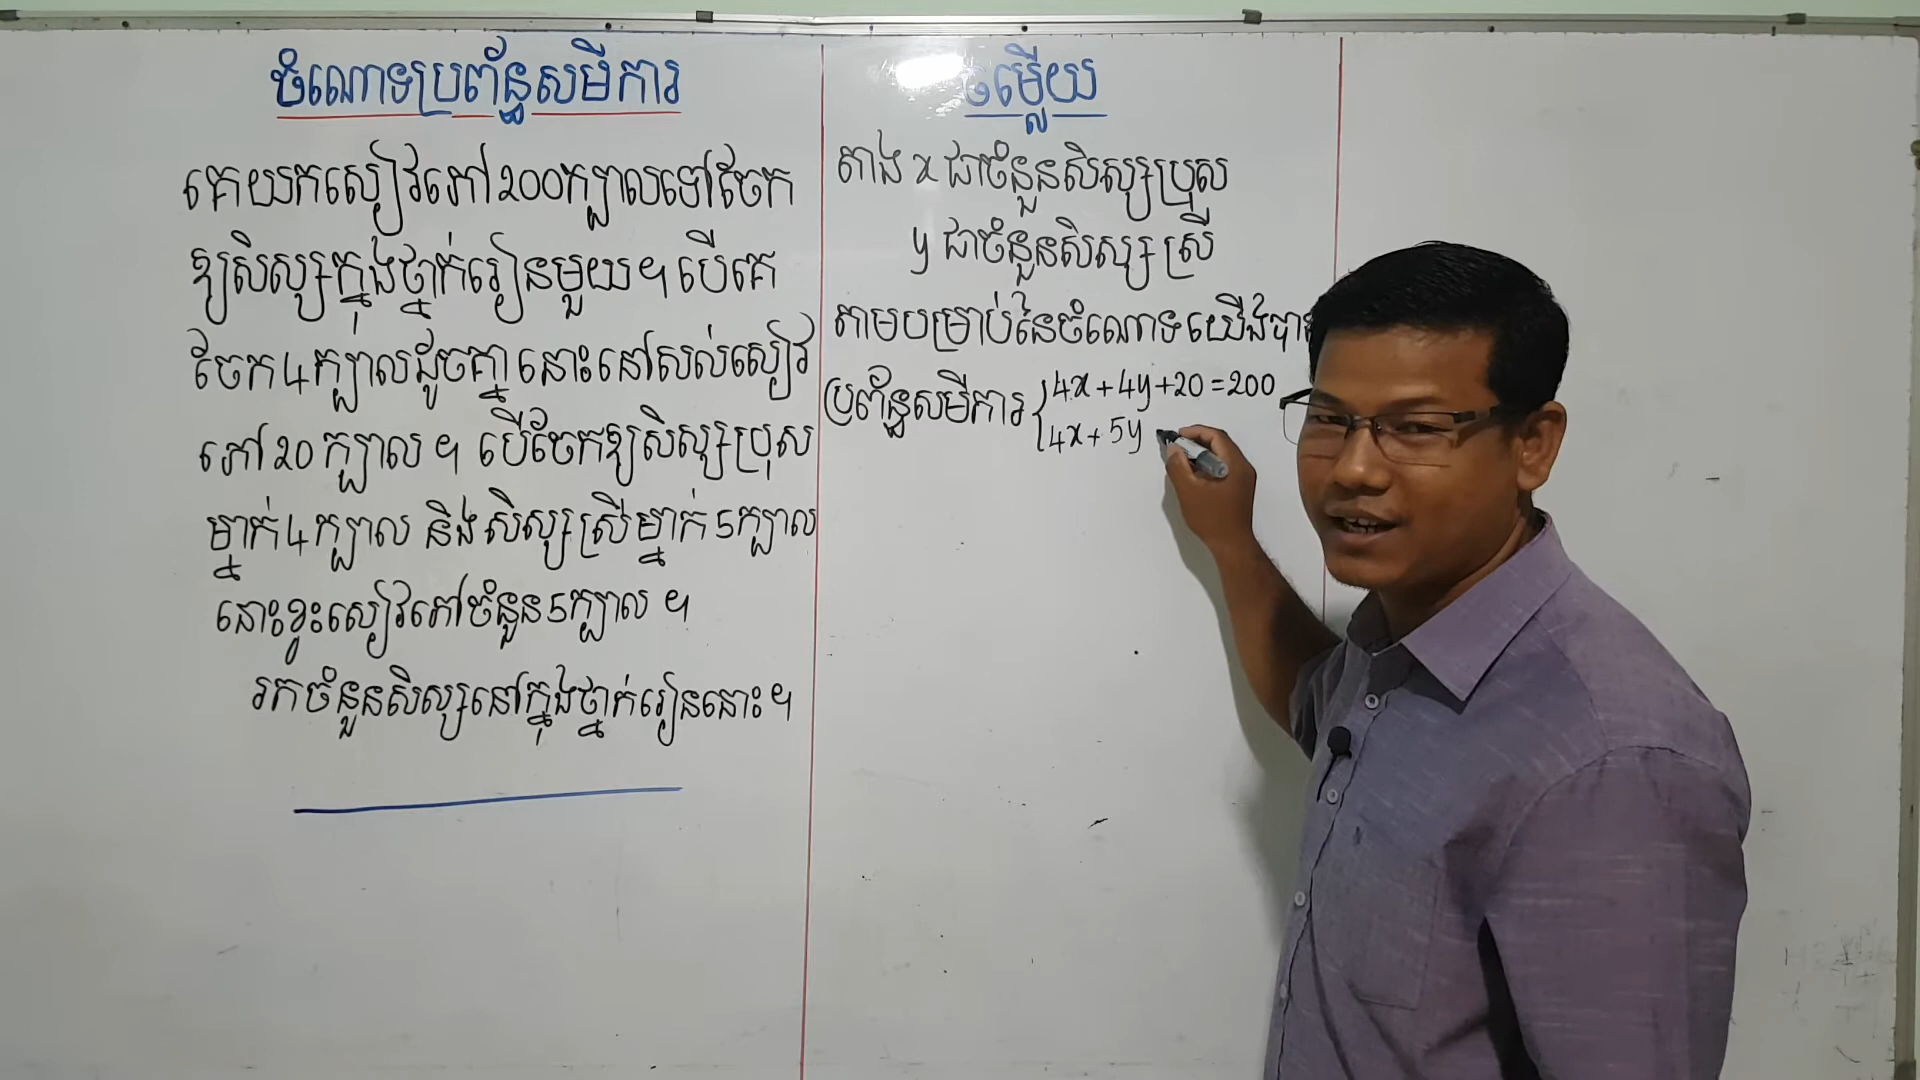 ចំណោទប្រព័ន្ធសមីការ
គេយកសៀវភៅ 200 ក្បាលទៅចែក
ឱ្យសិស្សក្នុងថ្នាក់រៀនមួយ ។ បើគេ
ចែក 4 ក្បាលដូចគ្នា នោះនៅសល់សៀវ
ភៅ 20 ក្បាល ។ បើចែកឱ្យសិស្សប្រុស
ម្នាក់ 4 ក្បាល និងសិស្សស្រីម្នាក់ 5 ក្បាល
នោះខ្វះសៀវភៅចំនួន 5 ក្បាល ។
រកចំនួនសិស្សនៅក្នុងថ្នាក់រៀននោះ ។
ចម្លើយ
តាង x ជាចំនួនសិស្សប្រុស
y ជាចំនួនសិស្សស្រី
តាមបម្រាប់នៃចំណោទ យើង
ប្រព័ន្ធសមីការ { 4x + 4y + 20 = 200
4x + 5y